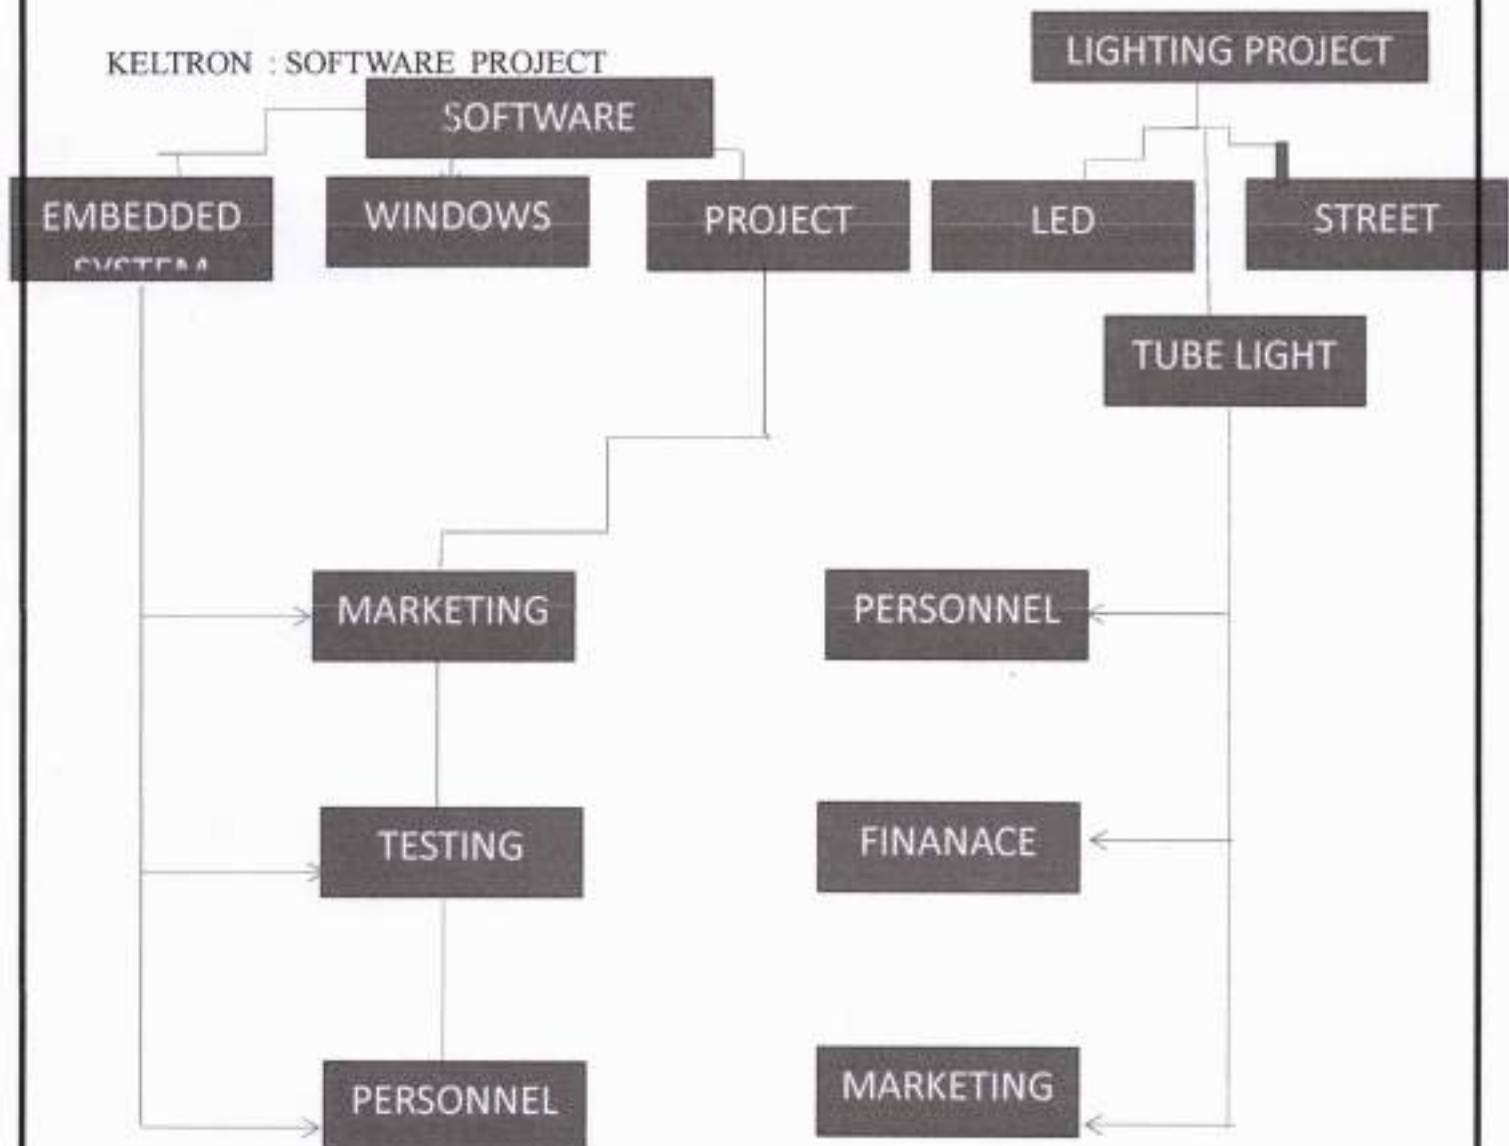 LIGHTING PROJECT
KELTRON : SOFTWARE PROJECT
SOFTWARE
EMBEDDED
SYSTEM
WINDOWS
PROJECT
LED
STREET
TUBE LIGHT
MARKETING
PERSONNEL
TESTING
FINANACE
PERSONNEL
MARKETING